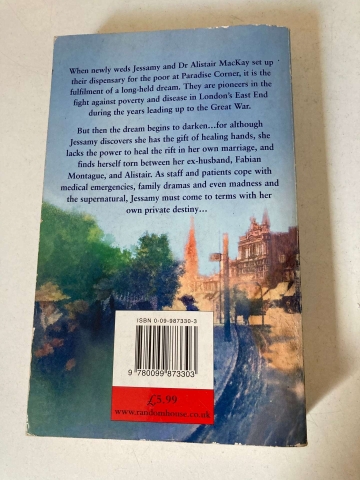 When newly weds Jessamy and Dr Alistair MacKay set up
their dispensary for the poor at Paradise Corner, it is the
fulfilment of a long-held dream. They are pioneers in the
fight against poverty and disease in London's East End
during the years leading up to the Great War.
But then the dream begins to darken...for although
Jessamy discovers she has the gift of healing hands, she
lacks the power to heal the rift in her own marriage, and
finds herself torn between her ex-husband, Fabian
Montague, and Alistair. As staff and patients cope with
medical emergencies, family dramas and even madness and
the supernatural, Jessamy must come to terms with her
own private destiny...
ISBN 0-09-987330-3
9 780099 873303
£5.99
www.randomhouse.co.uk